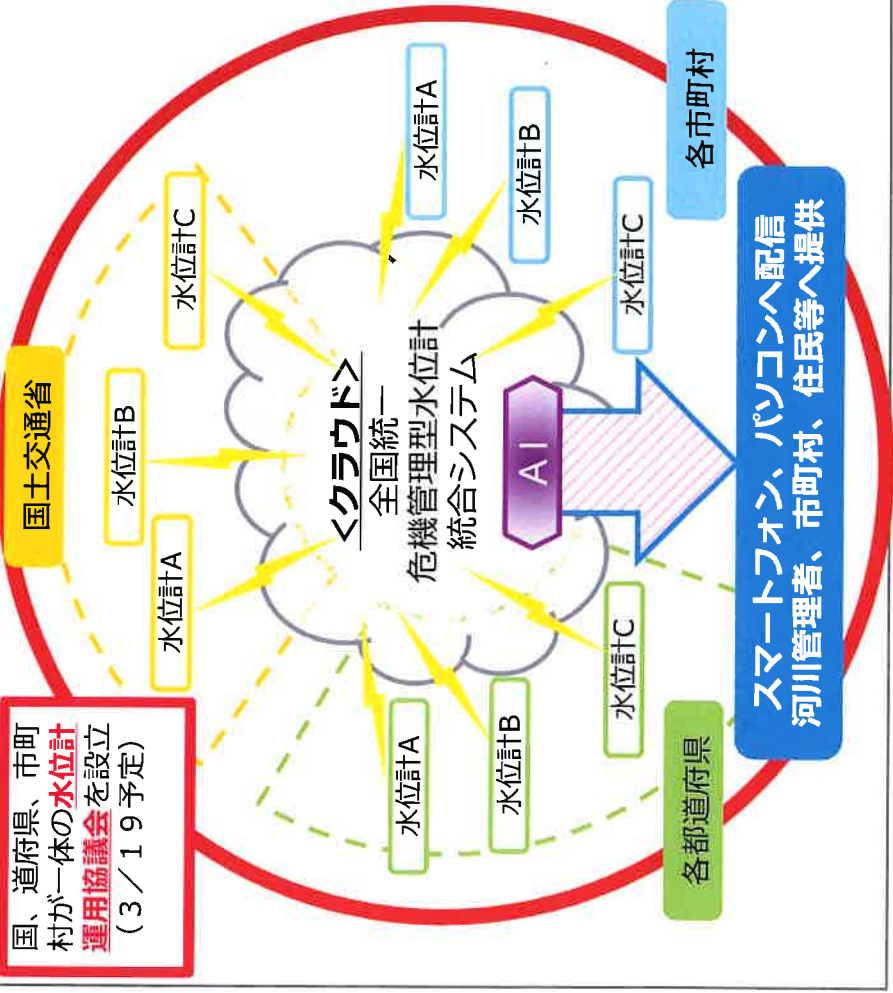 国、道府県、市町
村が一体の水位計
運用協議会を設立
（３／１９予定）
国土交通省
水位計A
水位計B
水位計C
各都道府県
水位計A
水位計B
水位計C
各市町村
水位計A
水位計B
水位計C
＜クラウド＞
全国統一
危機管理型水位計
統合システム
AI
スマートフォン、パソコンへ配信
河川管理者、市町村、住民等へ提供